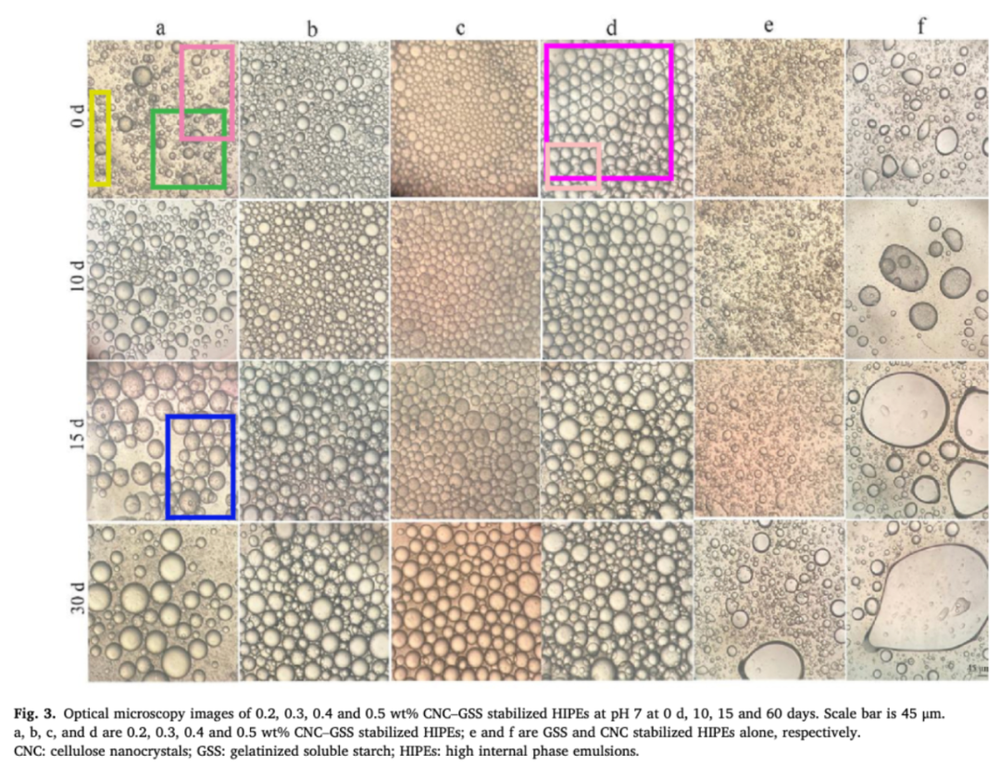 a b c d e f
0 d
10 d
15 d
30 d
Fig. 3. Optical microscopy images of 0.2, 0.3, 0.4 and 0.5 wt% CNC–GSS stabilized HIPEs at pH 7 at 0 d, 10, 15 and 60 days. Scale bar is 45 μm.
a, b, c, and d are 0.2, 0.3, 0.4 and 0.5 wt% CNC–GSS stabilized HIPEs; e and f are GSS and CNC stabilized HIPEs alone, respectively.
CNC: cellulose nanocrystals; GSS: gelatinized soluble starch; HIPEs: high internal phase emulsions.